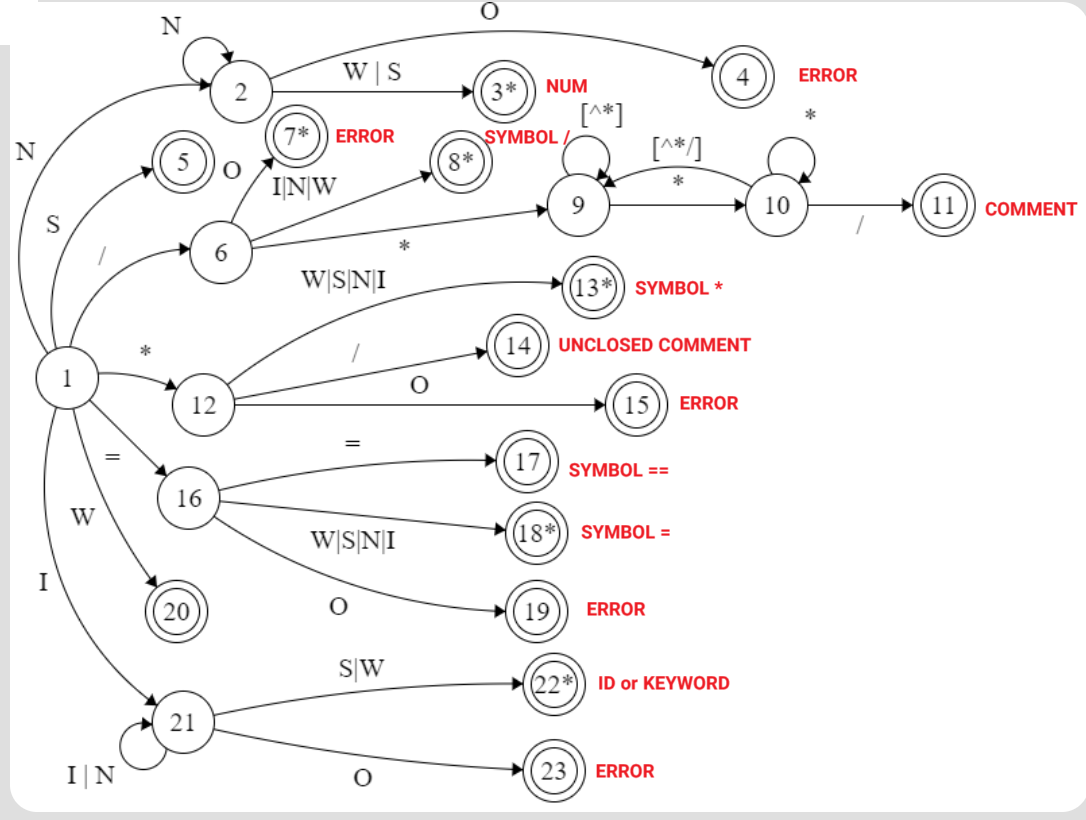 N
O
2
W | S
3*
NUM
4
ERROR
N
7*
ERROR
5
O
I|N|W
8*
SYMBOL /
[^*]
9
[^*/]
*
*
10
/
11
COMMENT
S
/
6
*
W|S|N|I
13*
SYMBOL *
1
*
12
/
14
UNCLOSED COMMENT
O
15
ERROR
=
16
=
17
SYMBOL ==
W|S|N|I
18*
SYMBOL =
O
19
ERROR
W
20
I
21
I | N
S|W
22*
ID or KEYWORD
O
23
ERROR